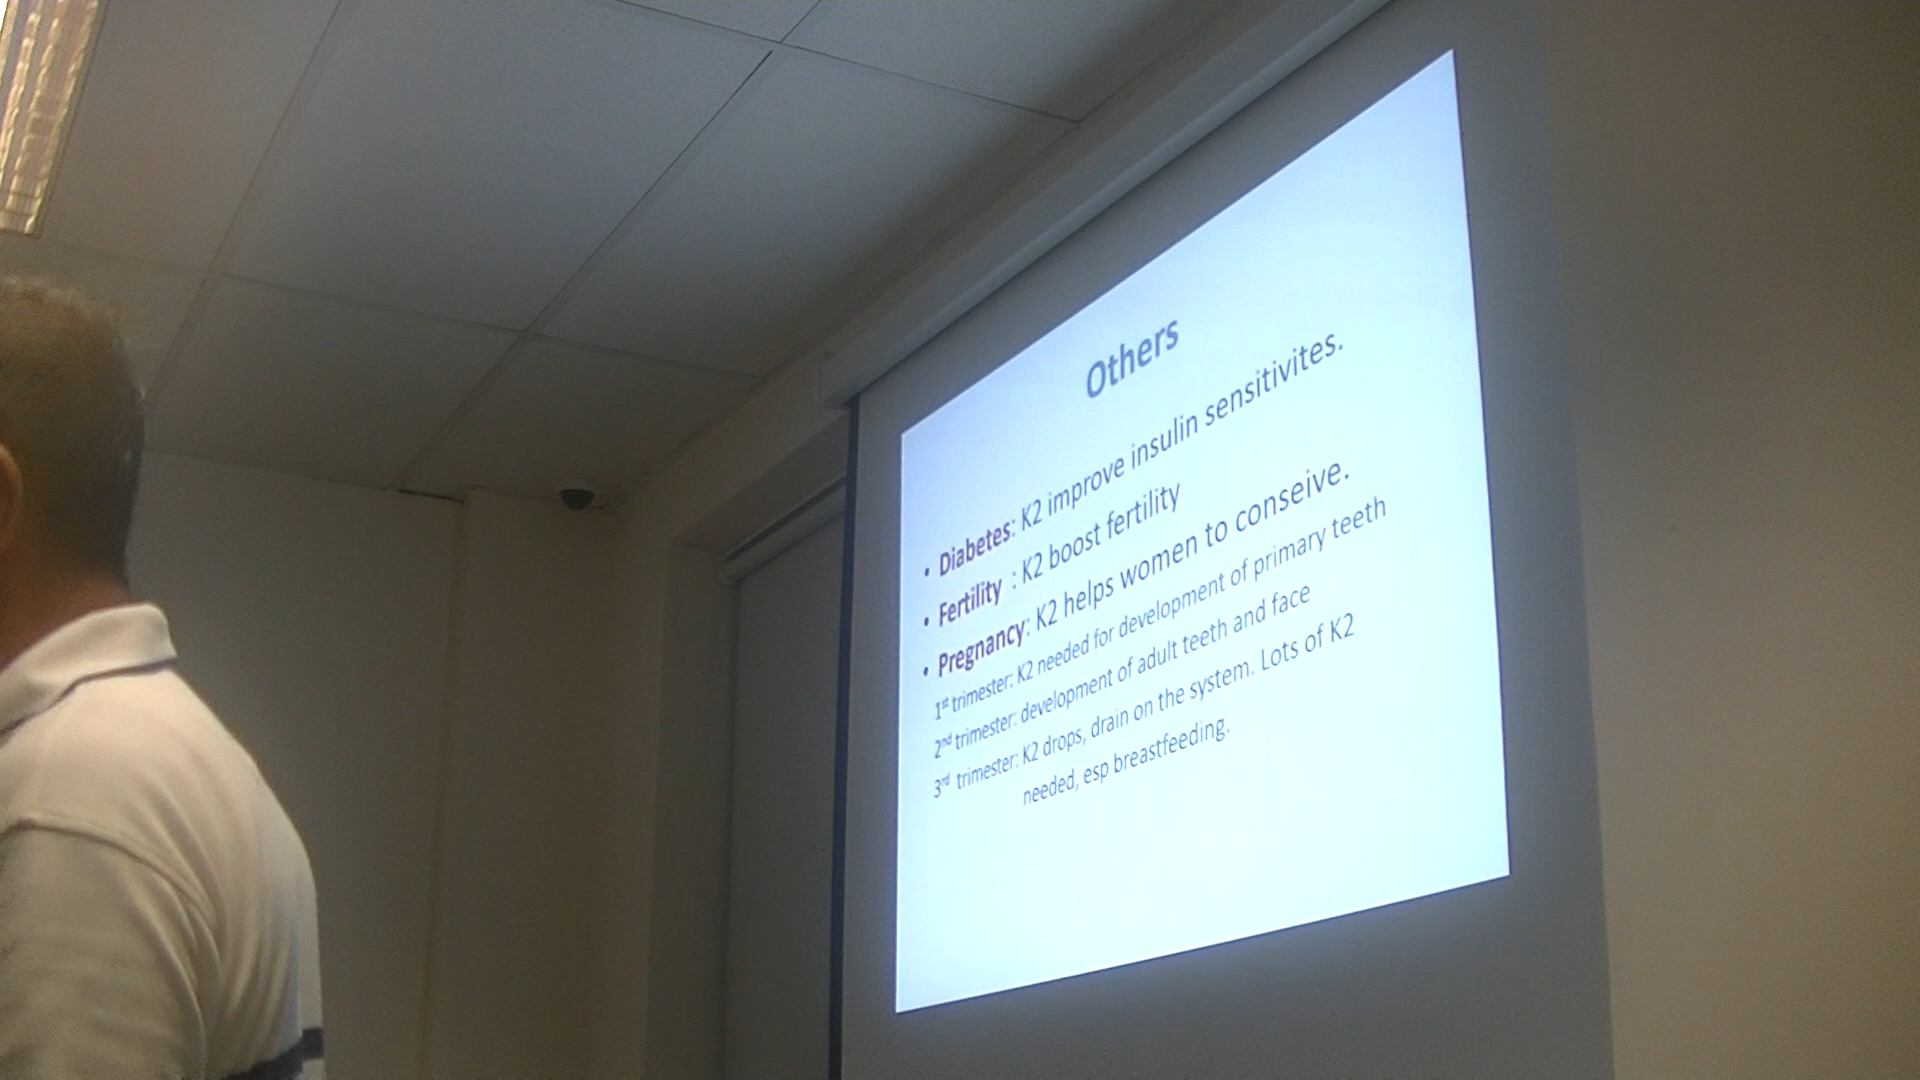 Others
• Diabetes: K2 improve insulin sensitivites.
• Fertility : K2 boost fertility
• Pregnancy: K2 helps women to conseive.
1st trimester: K2 needed for development of primary teeth
2nd trimester: development of adult teeth and face
3rd trimester: K2 drops, drain on the system. Lots of K2
needed, esp breastfeeding.